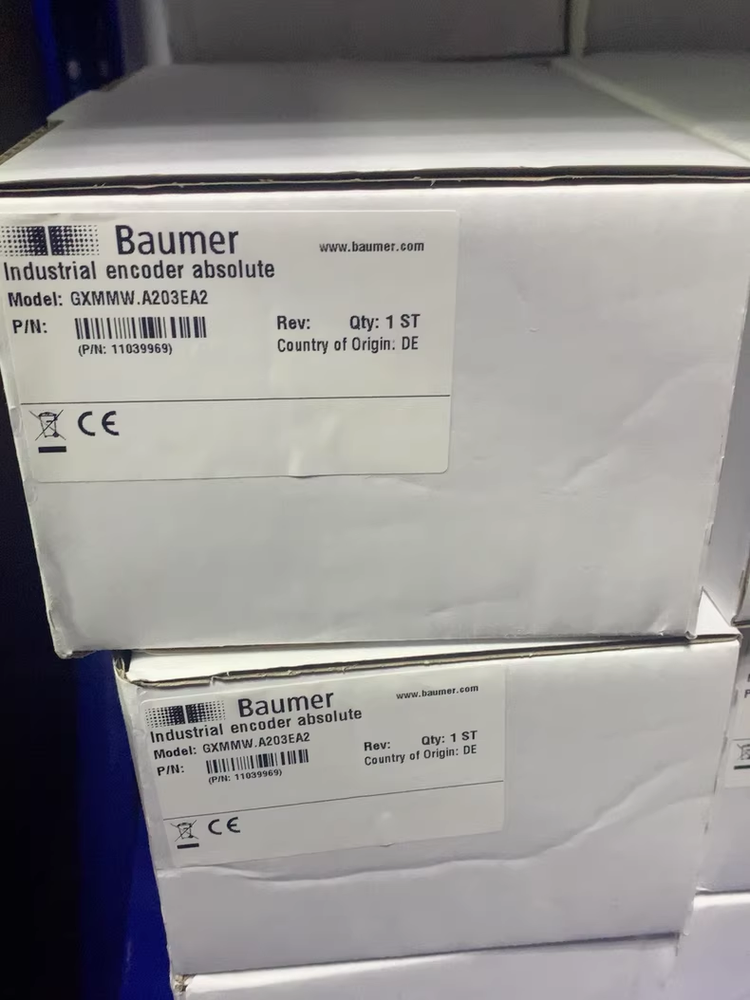 Baumer
www.baumer.com
Industrial encoder absolute
Model: GXMMW.A203EA2
P/N:
Rev: Qty: 1 ST
(P/N: 11039969)
Country of Origin: DE
CE
Baumer
www.baumer.com
Industrial encoder absolute
Model: GXMMW.A203EA2
P/N:
Rev: Qty: 1 ST
(P/N: 11039969)
Country of Origin: DE
CE